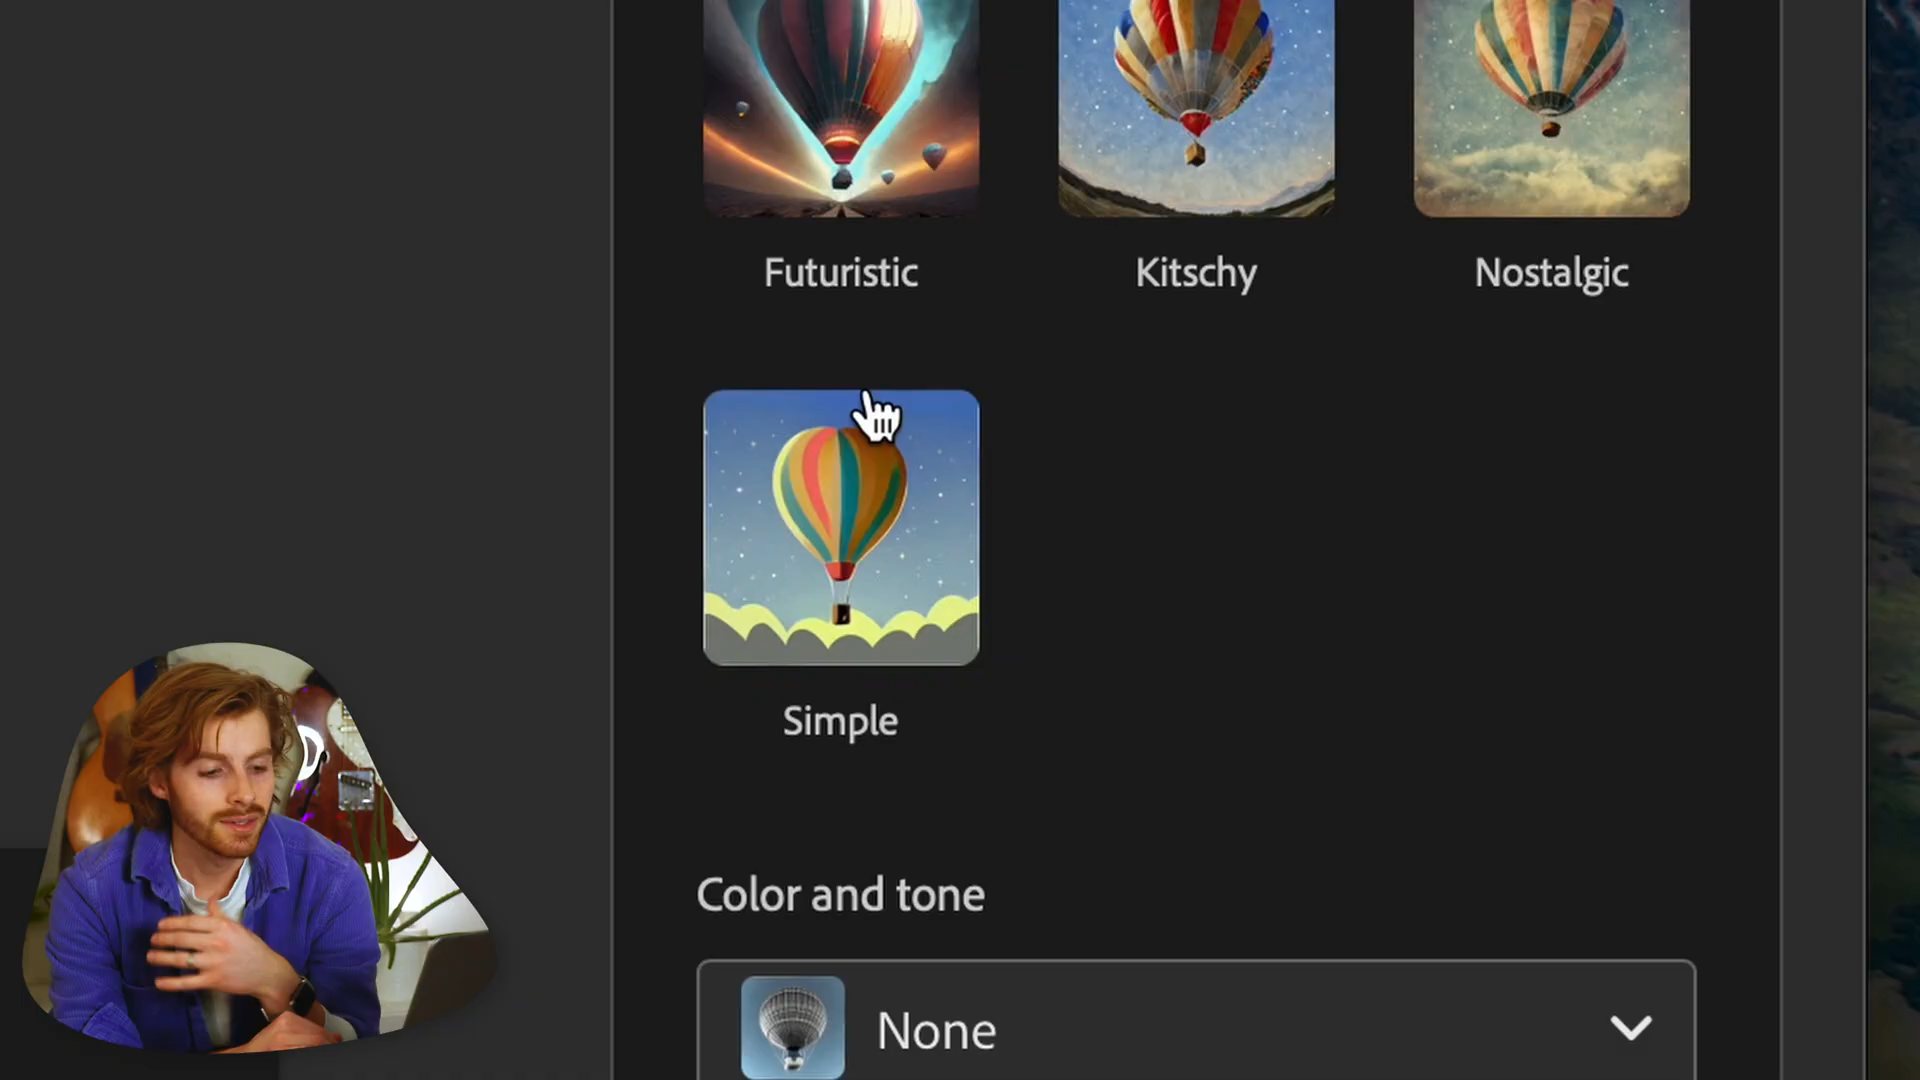 Futuristic
Kitschy
Nostalgic
Simple
Color and tone
None